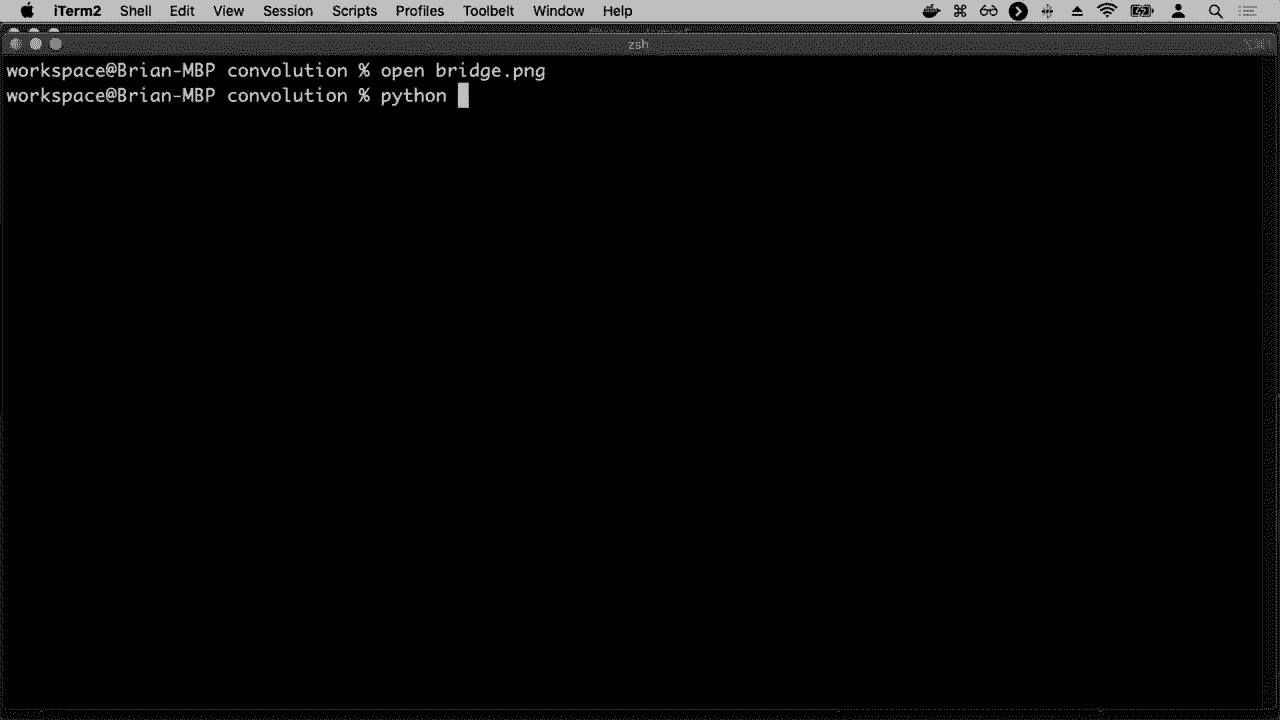 iTerm2 Shell Edit View Session Scripts Profiles Toolbelt Window Help
zsh
workspace@Brian-MBP convolution % open bridge.png
workspace@Brian-MBP convolution % python